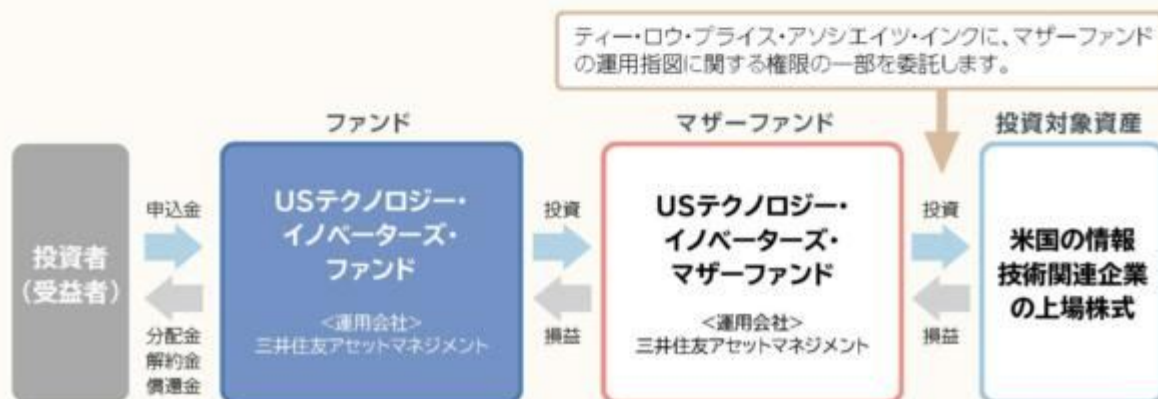 ティー・ロウ・プライス・アソシエイツ・インクに、マザーファンド
の運用指図に関する権限の一部を委託します。
ファンド
マザーファンド
投資対象資産
投資者
（受益者）
申込金
分配金
解約金
償還金
USテクノロジー・
イノベーターズ・
ファンド
＜運用会社＞
三井住友アセットマネジメント
投資
損益
USテクノロジー・
イノベーターズ・
マザーファンド
＜運用会社＞
三井住友アセットマネジメント
投資
損益
米国の情報
技術関連企業
の上場株式